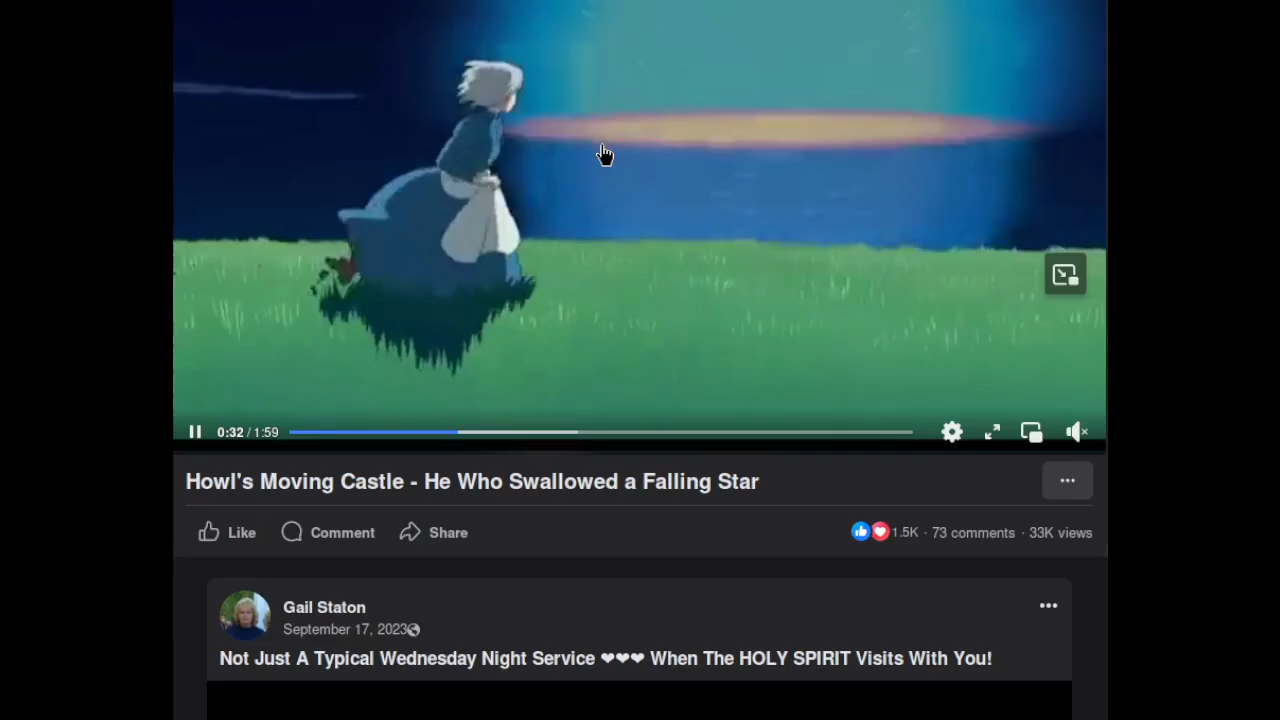 0:32 / 1:59
Howl's Moving Castle - He Who Swallowed a Falling Star
Like Comment Share 1.5K · 73 comments · 33K views
Gail Staton
September 17, 2023
Not Just A Typical Wednesday Night Service ❤❤❤ When The HOLY SPIRIT Visits With You!